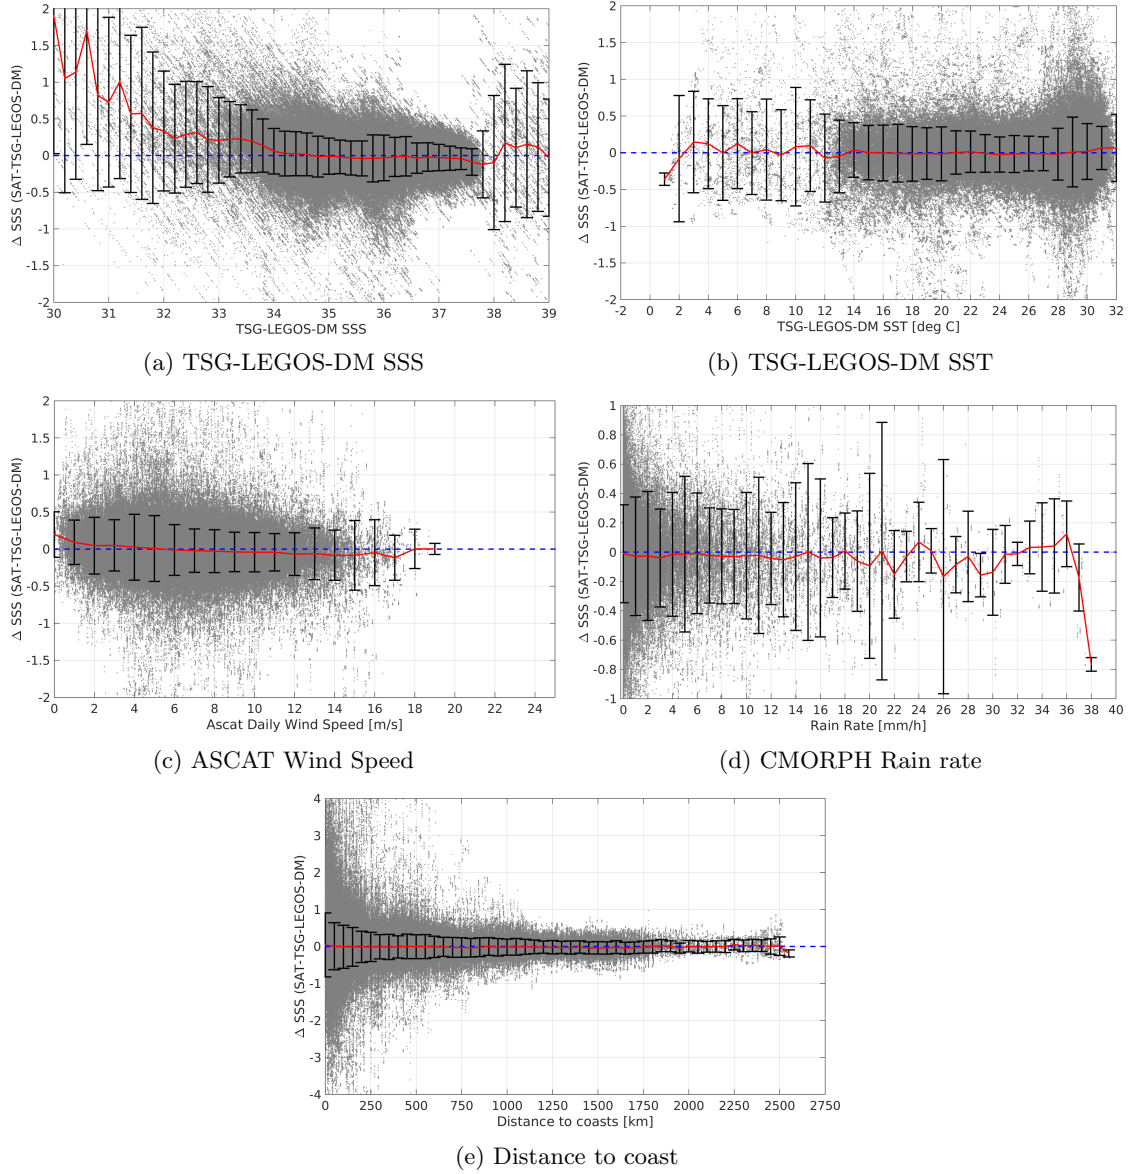 2
1.5
1
0.5
0
-0.5
-1
-1.5
-2
Δ SSS (SAT-TSG-LEGOS-DM)
30 31 32 33 34 35 36 37 38 39
TSG-LEGOS-DM SSS
(a) TSG-LEGOS-DM SSS
2
1.5
1
0.5
0
-0.5
-1
-1.5
-2
Δ SSS (SAT-TSG-LEGOS-DM)
-2 0 2 4 6 8 10 12 14 16 18 20 22 24 26 28 30 32
TSG-LEGOS-DM SST [deg C]
(b) TSG-LEGOS-DM SST
2
1.5
1
0.5
0
-0.5
-1
-1.5
-2
Δ SSS (SAT-TSG-LEGOS-DM)
0 2 4 6 8 10 12 14 16 18 20 22 24
Ascat Daily Wind Speed [m/s]
(c) ASCAT Wind Speed
1
0.8
0.6
0.4
0.2
0
-0.2
-0.4
-0.6
-0.8
-1
Δ SSS (SAT-TSG-LEGOS-DM)
0 2 4 6 8 10 12 14 16 18 20 22 24 26 28 30 32 34 36 38 40
Rain Rate [mm/h]
(d) CMORPH Rain rate
4
3
2
1
0
-1
-2
-3
-4
Δ SSS (SAT-TSG-LEGOS-DM)
0 250 500 750 1000 1250 1500 1750 2000 2250 2500 2750
Distance to coasts [km]
(e) Distance to coast